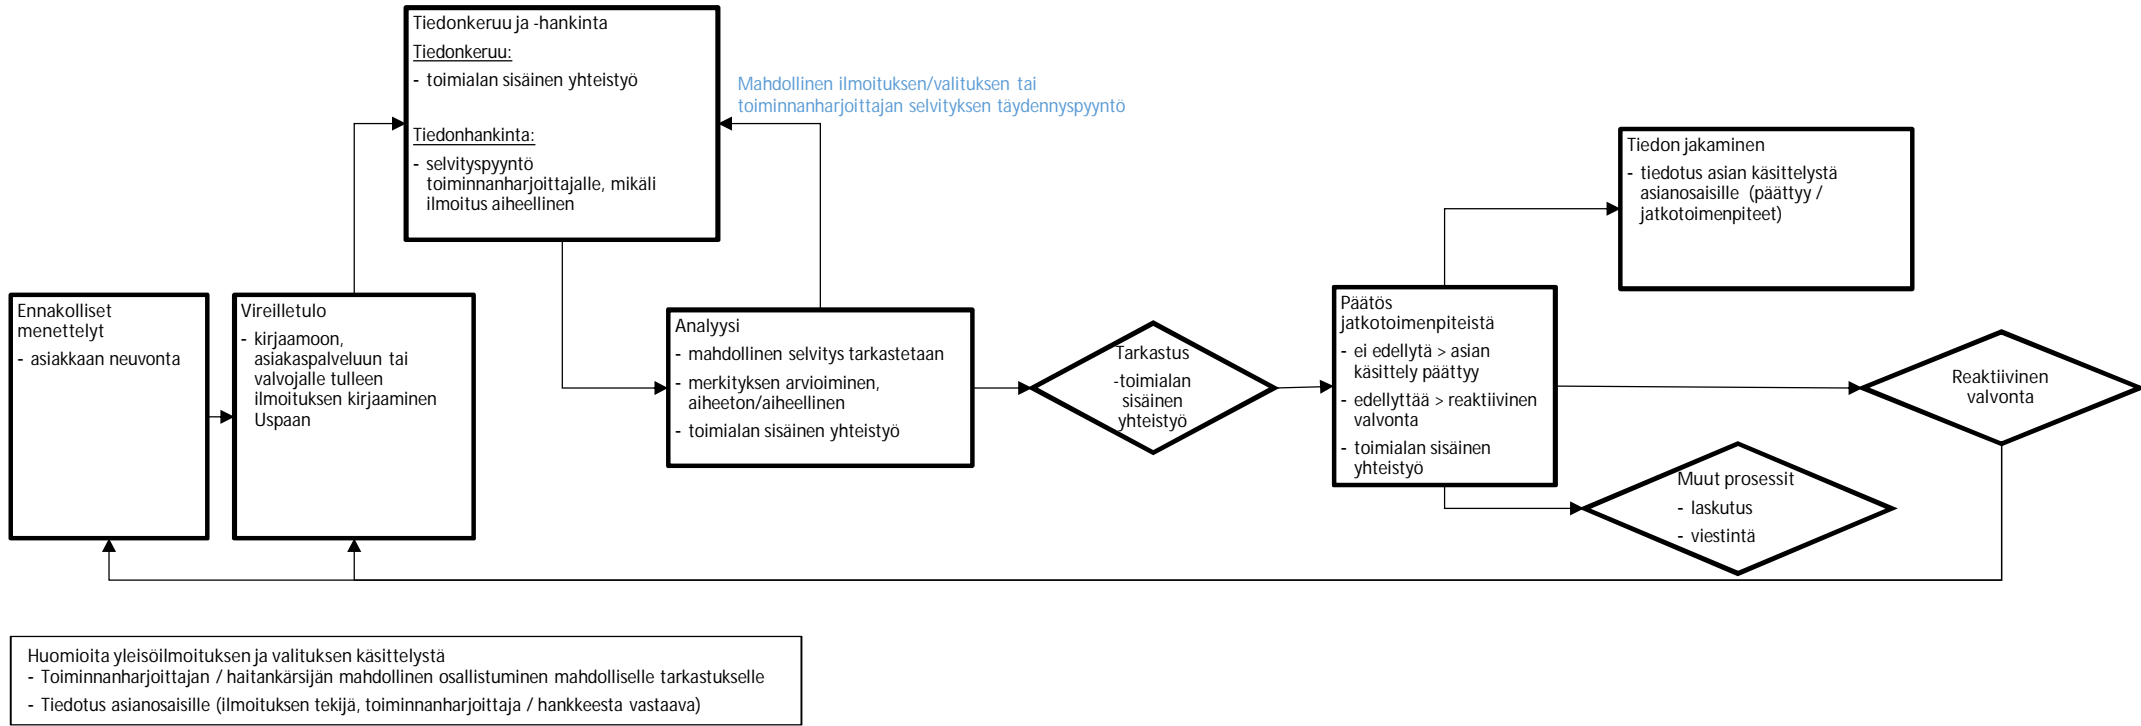 Tiedonkeruu ja -hankinta
Tiedonkeruu:
- toimialan sisäinen yhteistyö
Tiedonhankinta:
- selvityspyyntö
toiminnanharjoittajalle, mikäli
ilmoitus aiheellinen
Mahdollinen ilmoituksen/valituksen tai
toiminnanharjoittajan selvityksen täydennyspyyntö
Tiedon jakaminen
- tiedotus asian käsittelystä
asianosaisille (päättyy /
jatkotoimenpiteet)
Ennakolliset
menettelyt
- asiakkaan neuvonta
Vireilletulo
- kirjaamoon,
asiakaspalveluun tai
valvojalle tulleen
ilmoituksen kirjaaminen
Uspaan
Analyysi
- mahdollinen selvitys tarkastetaan
- merkityksen arvioiminen,
aiheeton/aiheellinen
- toimialan sisäinen yhteistyö
Tarkastus
-toimialan
sisäinen
yhteistyö
Päätös
jatkotoimenpiteistä
- ei edellytä > asian
käsittely päättyy
- edellyttää > reaktiivinen
valvonta
- toimialan sisäinen
yhteistyö
Reaktiivinen
valvonta
Muut prosessit
- laskutus
- viestintä
Huomioita yleisöilmoituksen ja valituksen käsittelystä
- Toiminnanharjoittajan / haitankärsijän mahdollinen osallistuminen mahdolliselle tarkastukselle
- Tiedotus asianosaisille (ilmoituksen tekijä, toiminnanharjoittaja / hankkeesta vastaava)